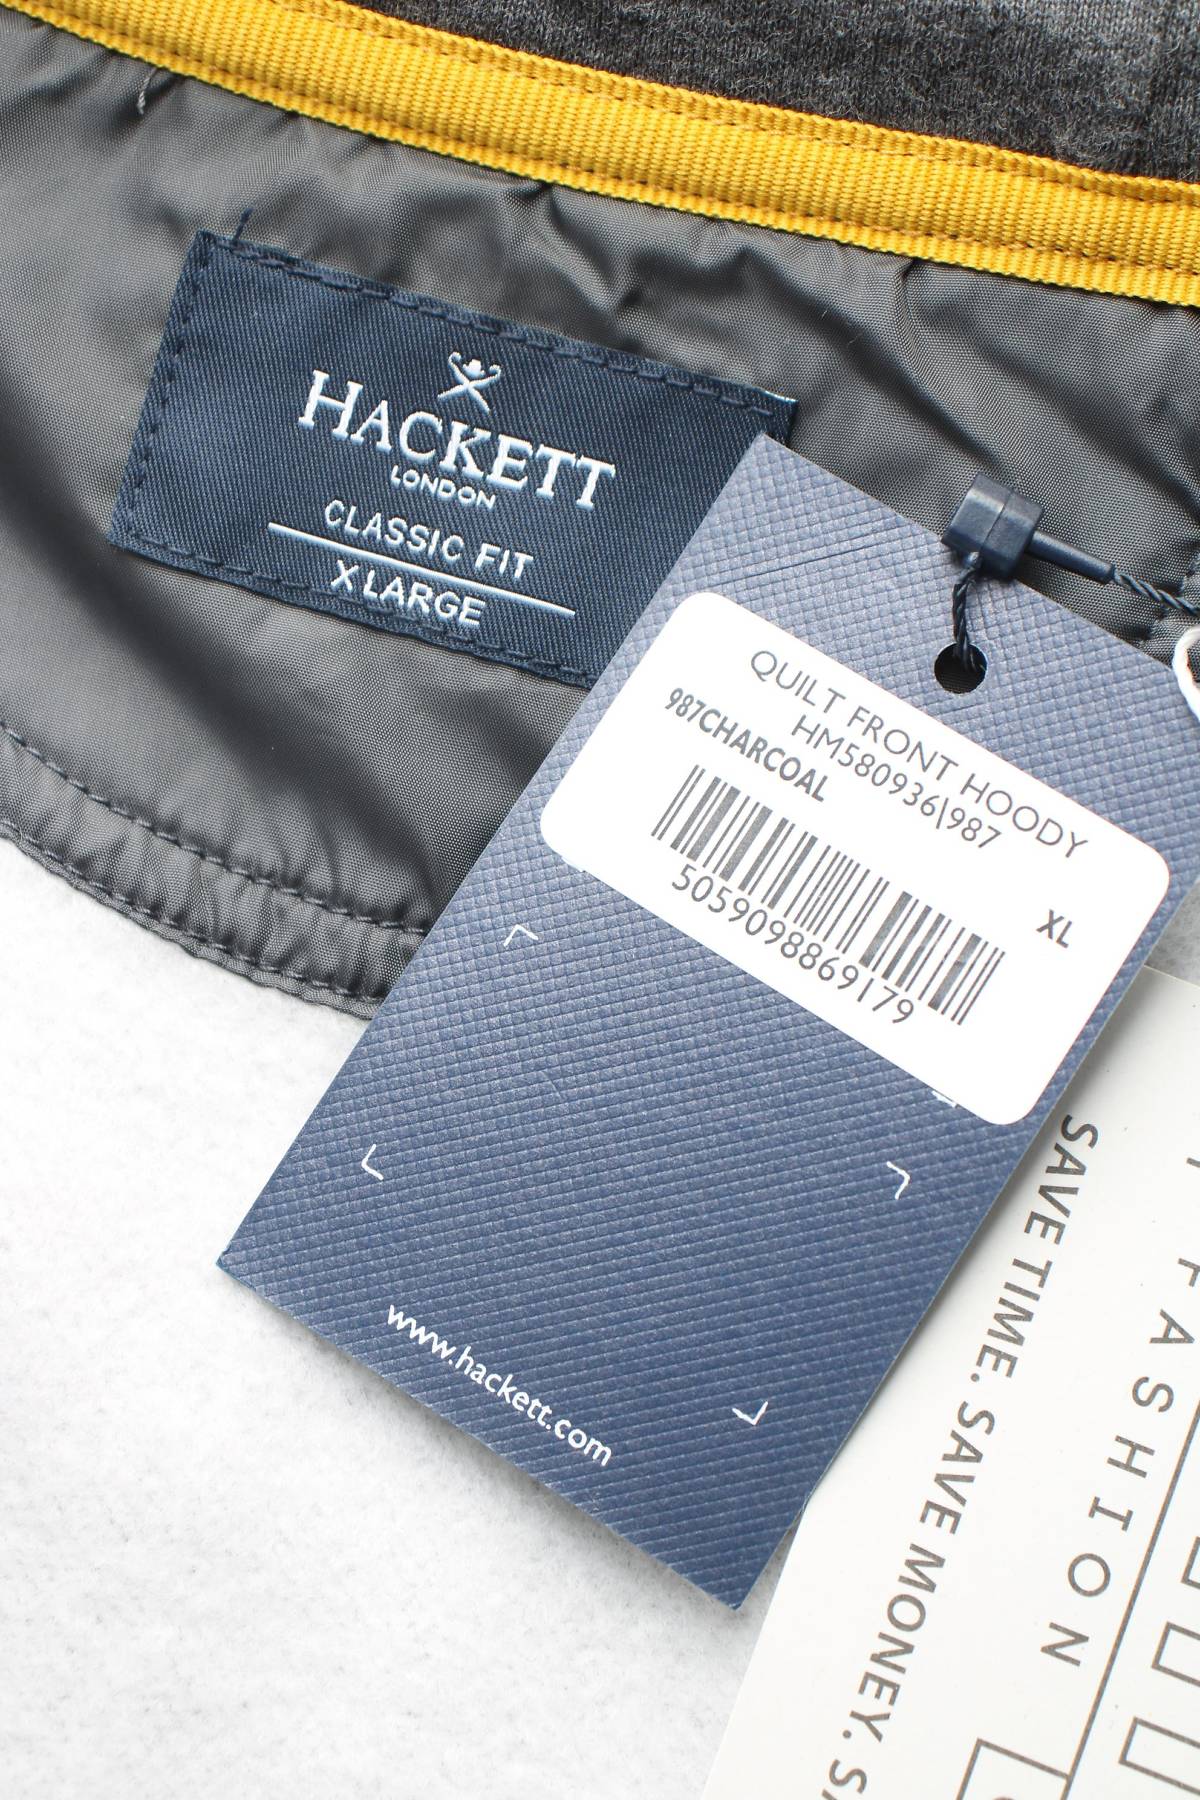 HACKETT
LONDON
CLASSIC FIT
X LARGE
QUILT FRONT HOODY
HM580936\987
987CHARCOAL
XL
5059098869179
www.hackett.com
SAVE TIME. SAVE MONEY.
FASHION